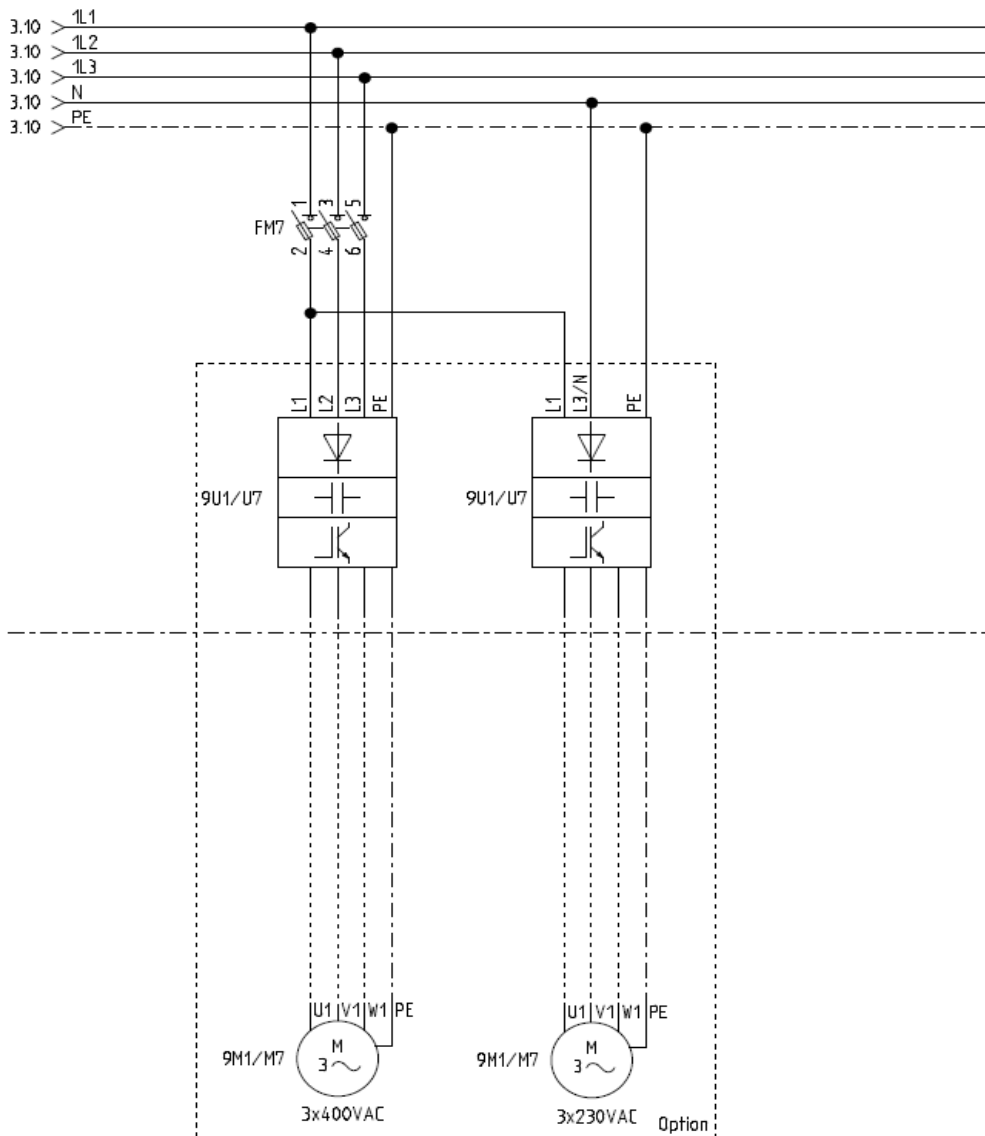 3.10 1L1
3.10 1L2
3.10 1L3
3.10 N
3.10 PE
1 3 5
FM7
2 4 6
L1 L2 L3 PE L1 L3/N PE
9U1/U7 9U1/U7
U1 V1 W1 PE U1 V1 W1 PE
9M1/M7 M 3 9M1/M7 M 3
3x400VAC 3x230VAC
Option